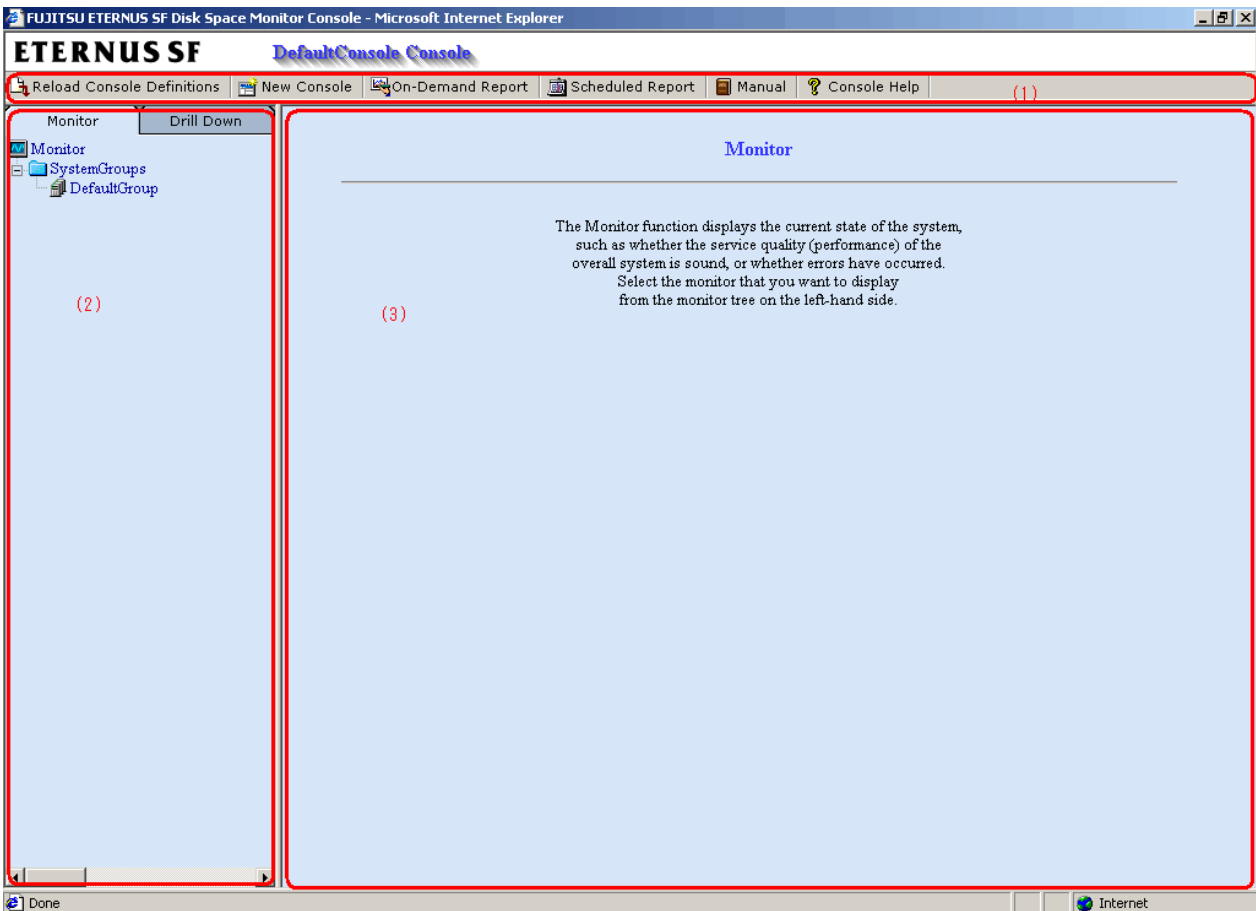 FUJITSU ETERNUS SF Disk Space Monitor Console - Microsoft Internet Explorer
ETERNUS SF DefaultConsole Console
Reload Console Definitions New Console On-Demand Report Scheduled Report Manual Console Help
(1)
Monitor Drill Down
Monitor
SystemGroups
DefaultGroup
(2)
Monitor
The Monitor function displays the current state of the system,
such as whether the service quality (performance) of the
overall system is sound, or whether errors have occurred.
Select the monitor that you want to display
from the monitor tree on the left-hand side.
(3)
Done Internet